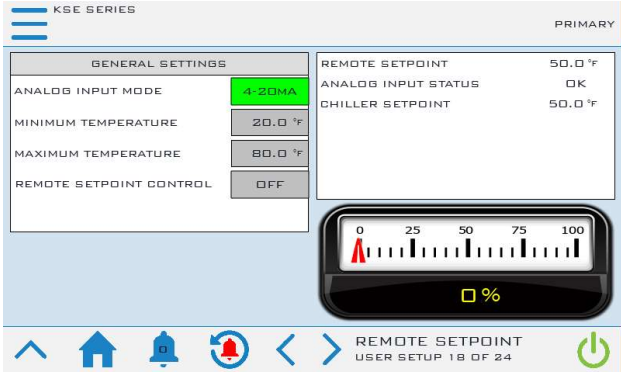 KSE SERIES
PRIMARY
GENERAL SETTINGS
ANALOG INPUT MODE 4-20MA
MINIMUM TEMPERATURE 20.0 °F
MAXIMUM TEMPERATURE 80.0 °F
REMOTE SETPOINT CONTROL OFF
REMOTE SETPOINT 50.0 °F
ANALOG INPUT STATUS OK
CHILLER SETPOINT 50.0 °F
0 25 50 75 100
0 %
0
REMOTE SETPOINT
USER SETUP 18 OF 24